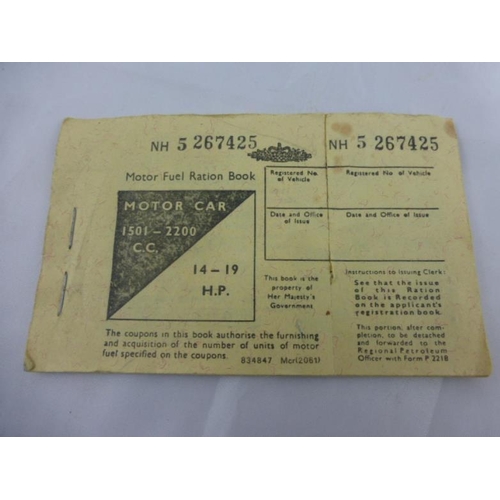 NH 5 267425
Motor Fuel Ration Book
MOTOR CAR
1501 – 2200
C.C.
14 – 19
H.P.
The coupons in this book authorise the furnishing
and acquisition of the number of units of motor
fuel specified on the coupons.
Registered No.
of Vehicle
Date and Office
of Issue
This book is the
property of
Her Majesty's
Government
834847
NH 5 267425
Registered No. of Vehicle
Date and Office of Issue
Instructions to Issuing Clerk:
See that the issue
of this Ration
Book is Recorded
on the applicant's
registration book.
This portion, after com-
pletion, to be detached
and forwarded to the
Regional Petroleum
Officer with Form P 221B